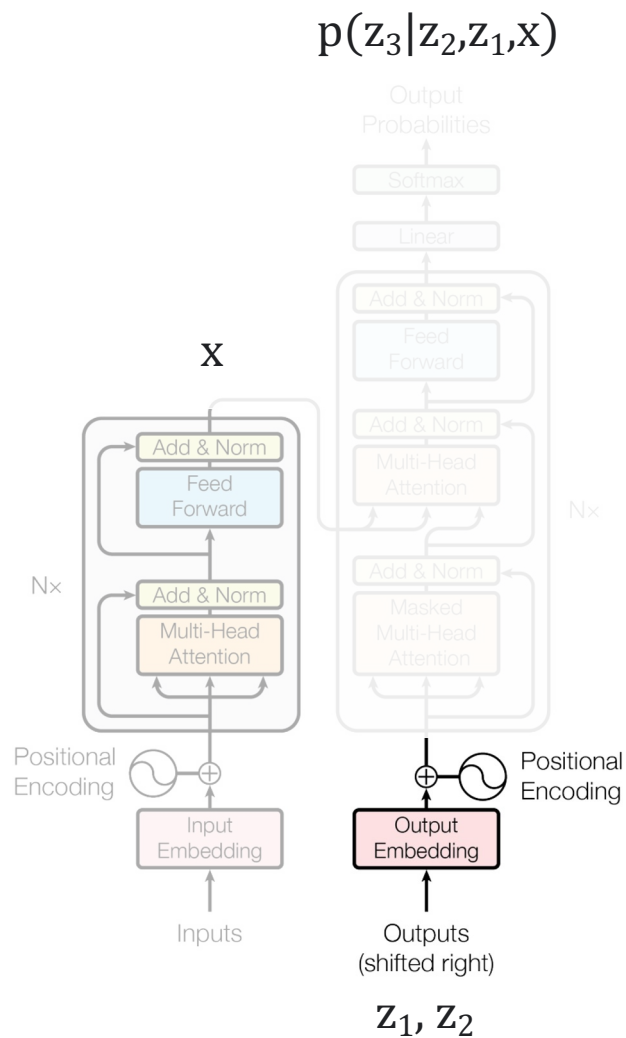 p(z₃|z₂,z₁,x)
Output
Probabilities
Softmax
Linear
Add & Norm
Feed
Forward
Add & Norm
Multi-Head
Attention
N×
Add & Norm
Masked
Multi-Head
Attention
x
Add & Norm
Feed
Forward
N×
Add & Norm
Multi-Head
Attention
Positional
Encoding
Input
Embedding
Inputs
Positional
Encoding
Output
Embedding
Outputs
(shifted right)
z₁, z₂